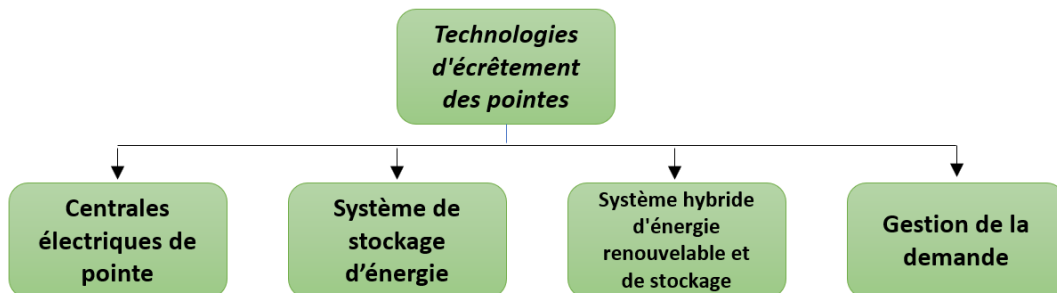 Technologies
d'écrêtement
des pointes
Centrales
électriques de
pointe
Système de
stockage
d’énergie
Système hybride
d'énergie
renouvelable et
de stockage
Gestion de la
demande